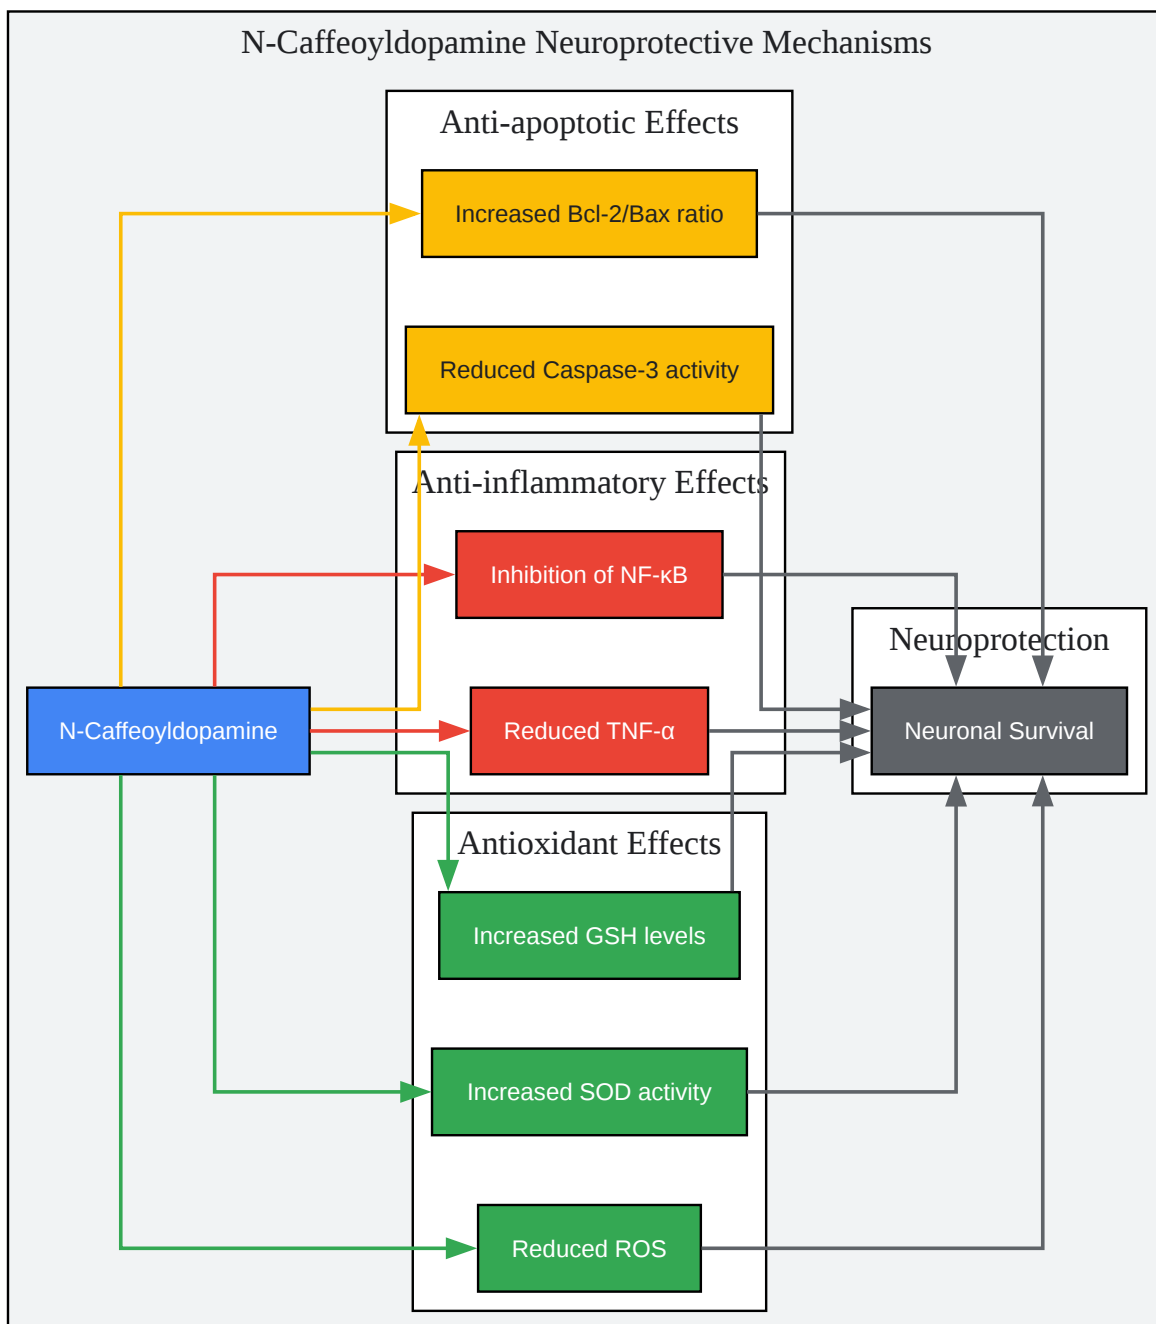 N-Caffeoyldopamine Neuroprotective Mechanisms
Anti-apoptotic Effects
Increased Bcl-2/Bax ratio
Reduced Caspase-3 activity
Anti-inflammatory Effects
Inhibition of NF-κB
Reduced TNF-α
N-Caffeoyldopamine
Neuroprotection
Neuronal Survival
Antioxidant Effects
Increased GSH levels
Increased SOD activity
Reduced ROS